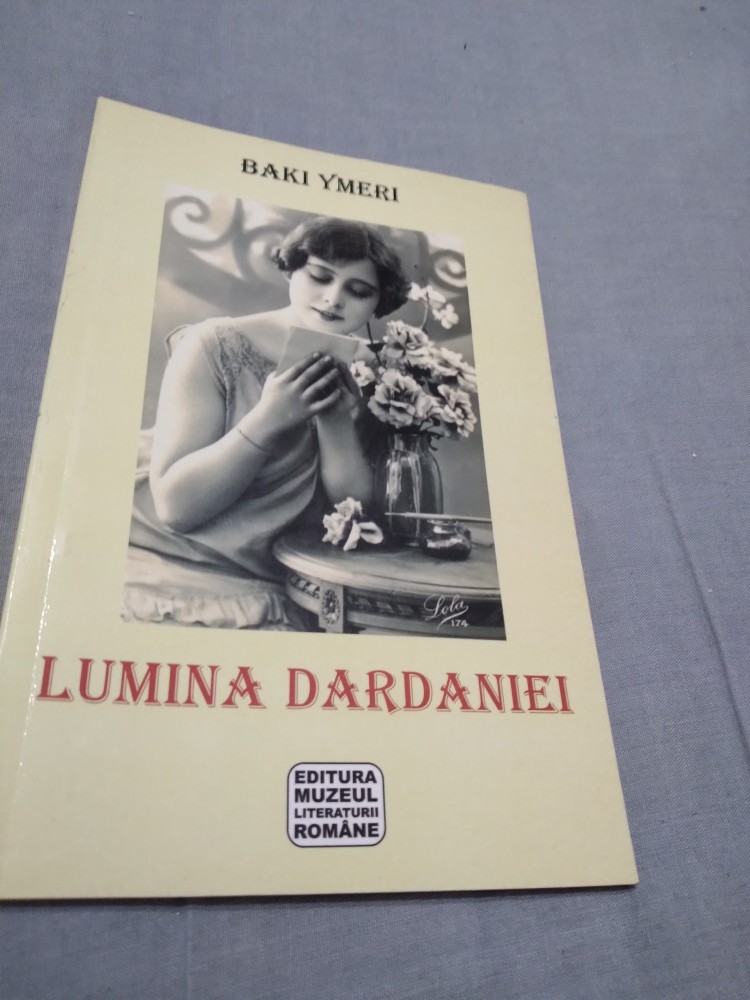 BAKI YMERI
Lola
174
LUMINA DARDANIEI
EDITURA
MUZEUL
LITERATURII
ROMÂNE